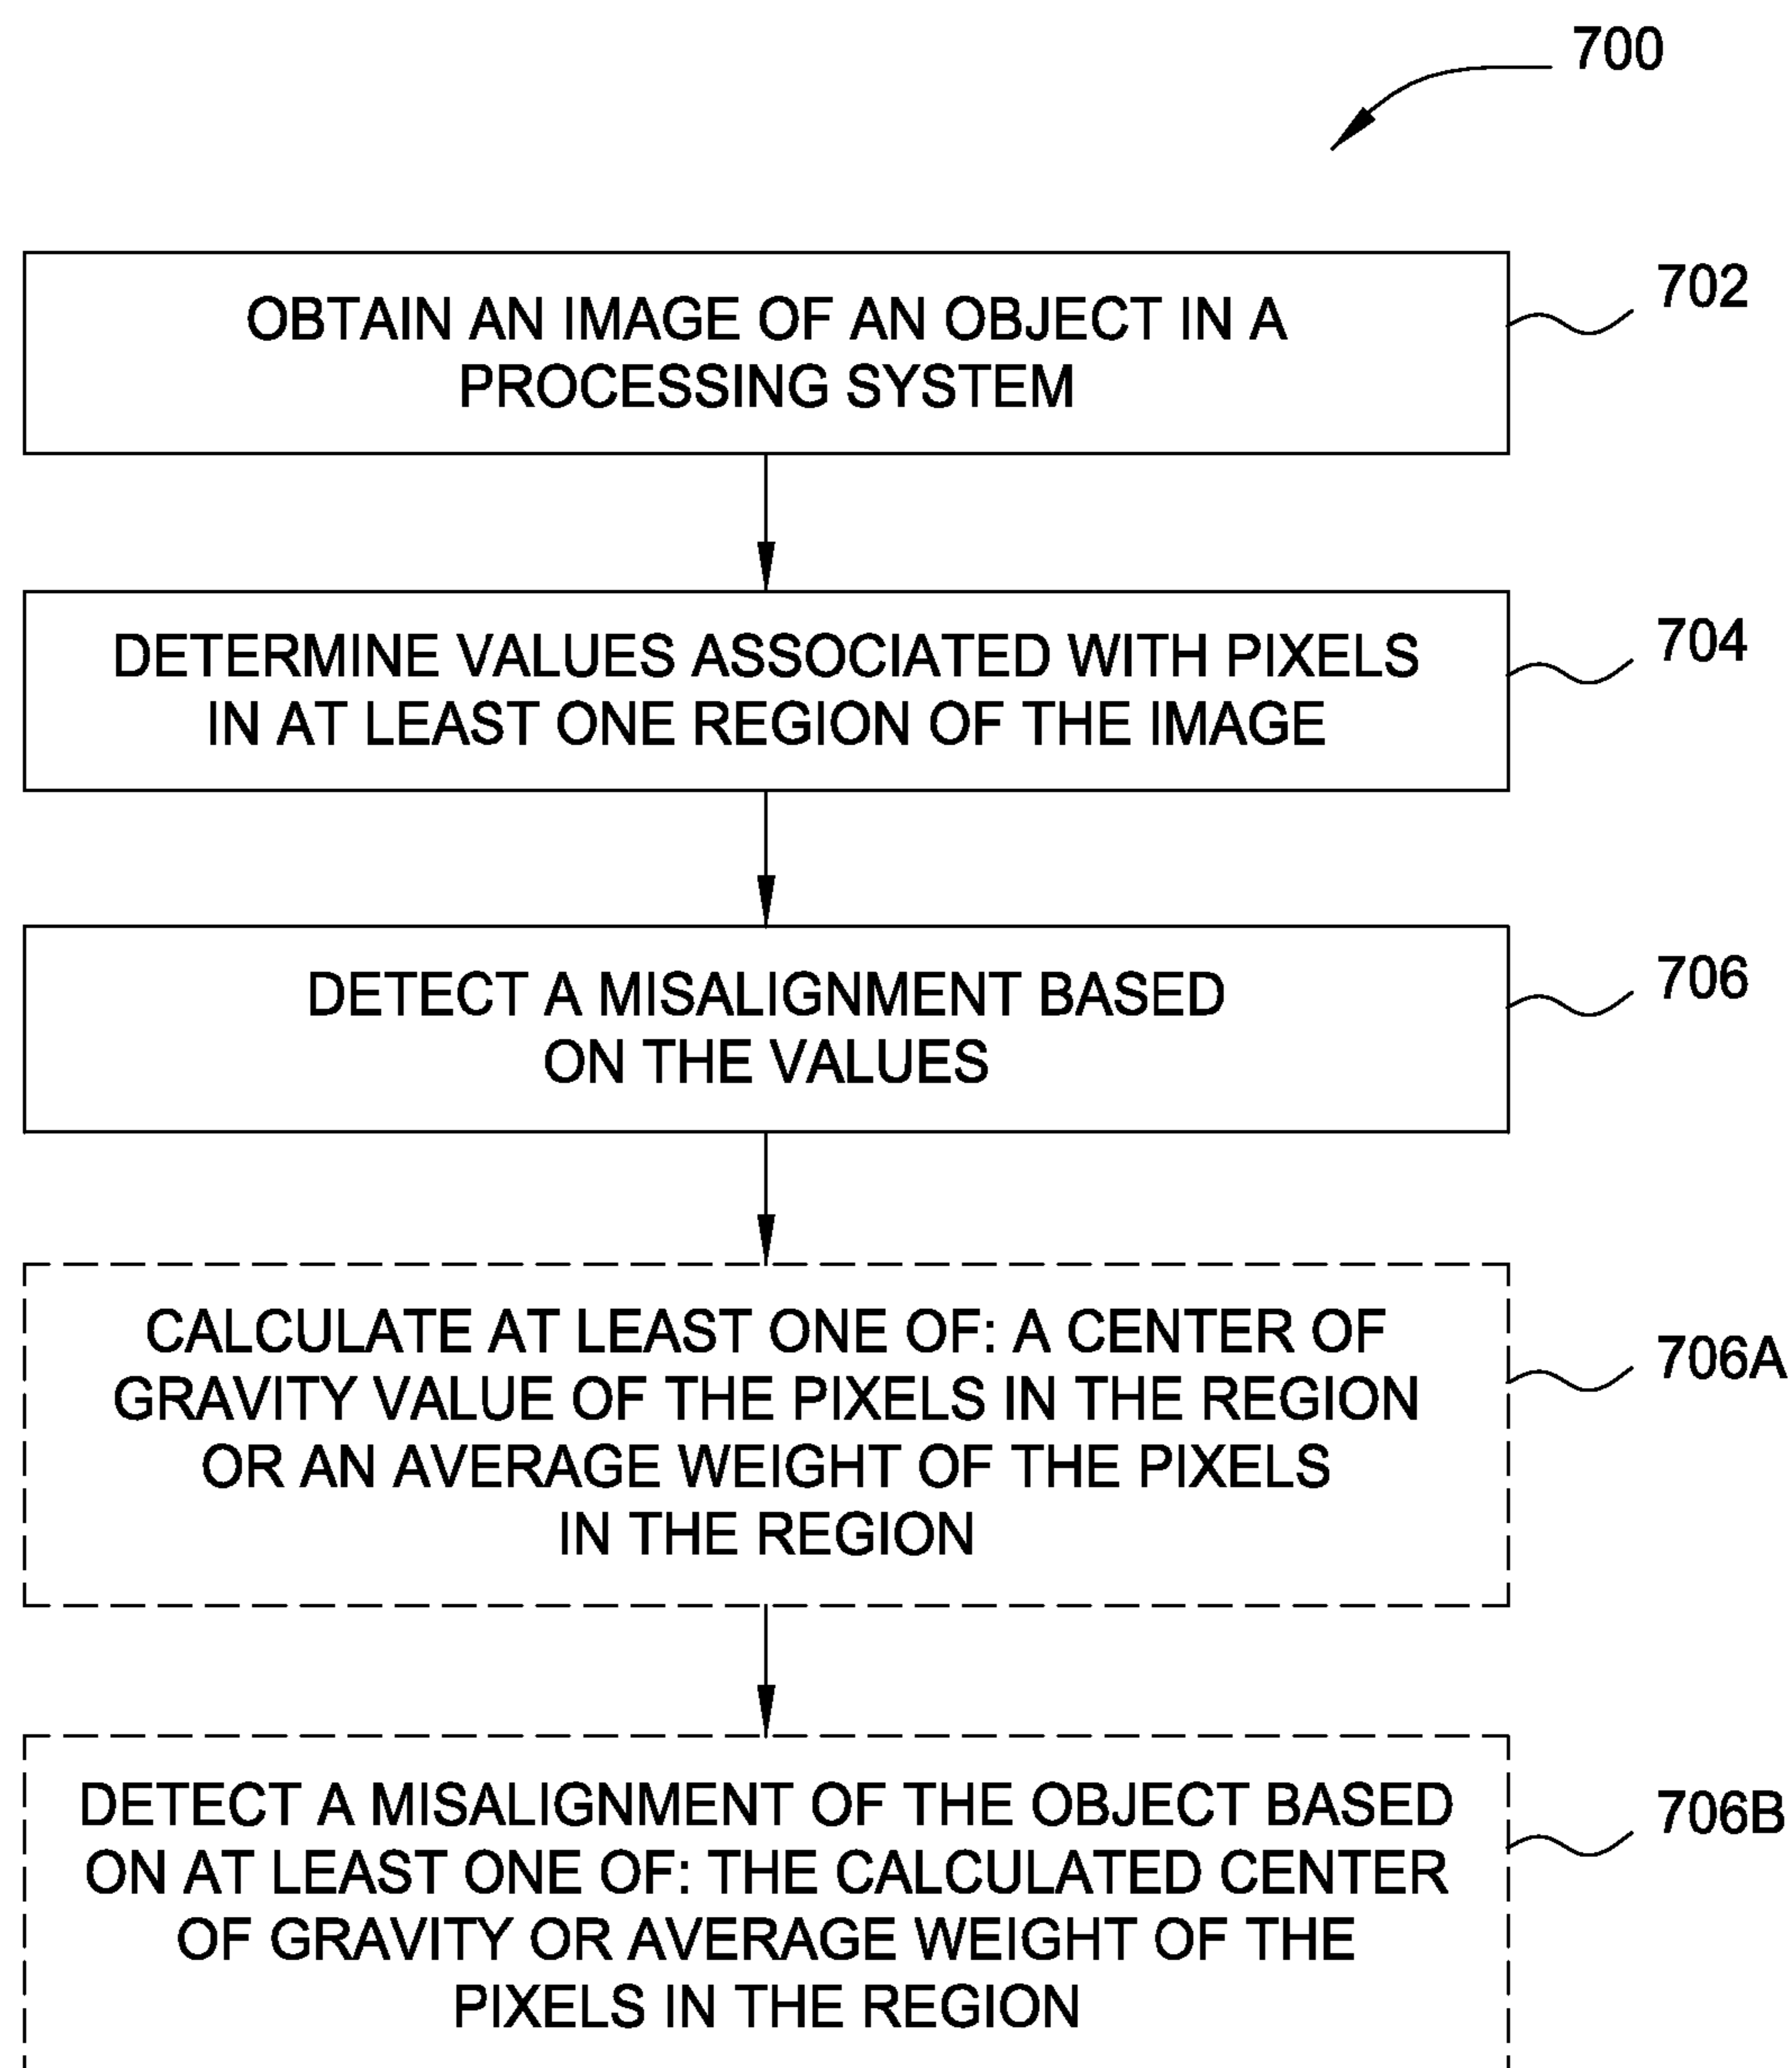 700
OBTAIN AN IMAGE OF AN OBJECT IN A
PROCESSING SYSTEM
702
DETERMINE VALUES ASSOCIATED WITH PIXELS
IN AT LEAST ONE REGION OF THE IMAGE
704
DETECT A MISALIGNMENT BASED
ON THE VALUES
706
CALCULATE AT LEAST ONE OF: A CENTER OF
GRAVITY VALUE OF THE PIXELS IN THE REGION
OR AN AVERAGE WEIGHT OF THE PIXELS
IN THE REGION
706A
DETECT A MISALIGNMENT OF THE OBJECT BASED
ON AT LEAST ONE OF: THE CALCULATED CENTER
OF GRAVITY OR AVERAGE WEIGHT OF THE
PIXELS IN THE REGION
706B